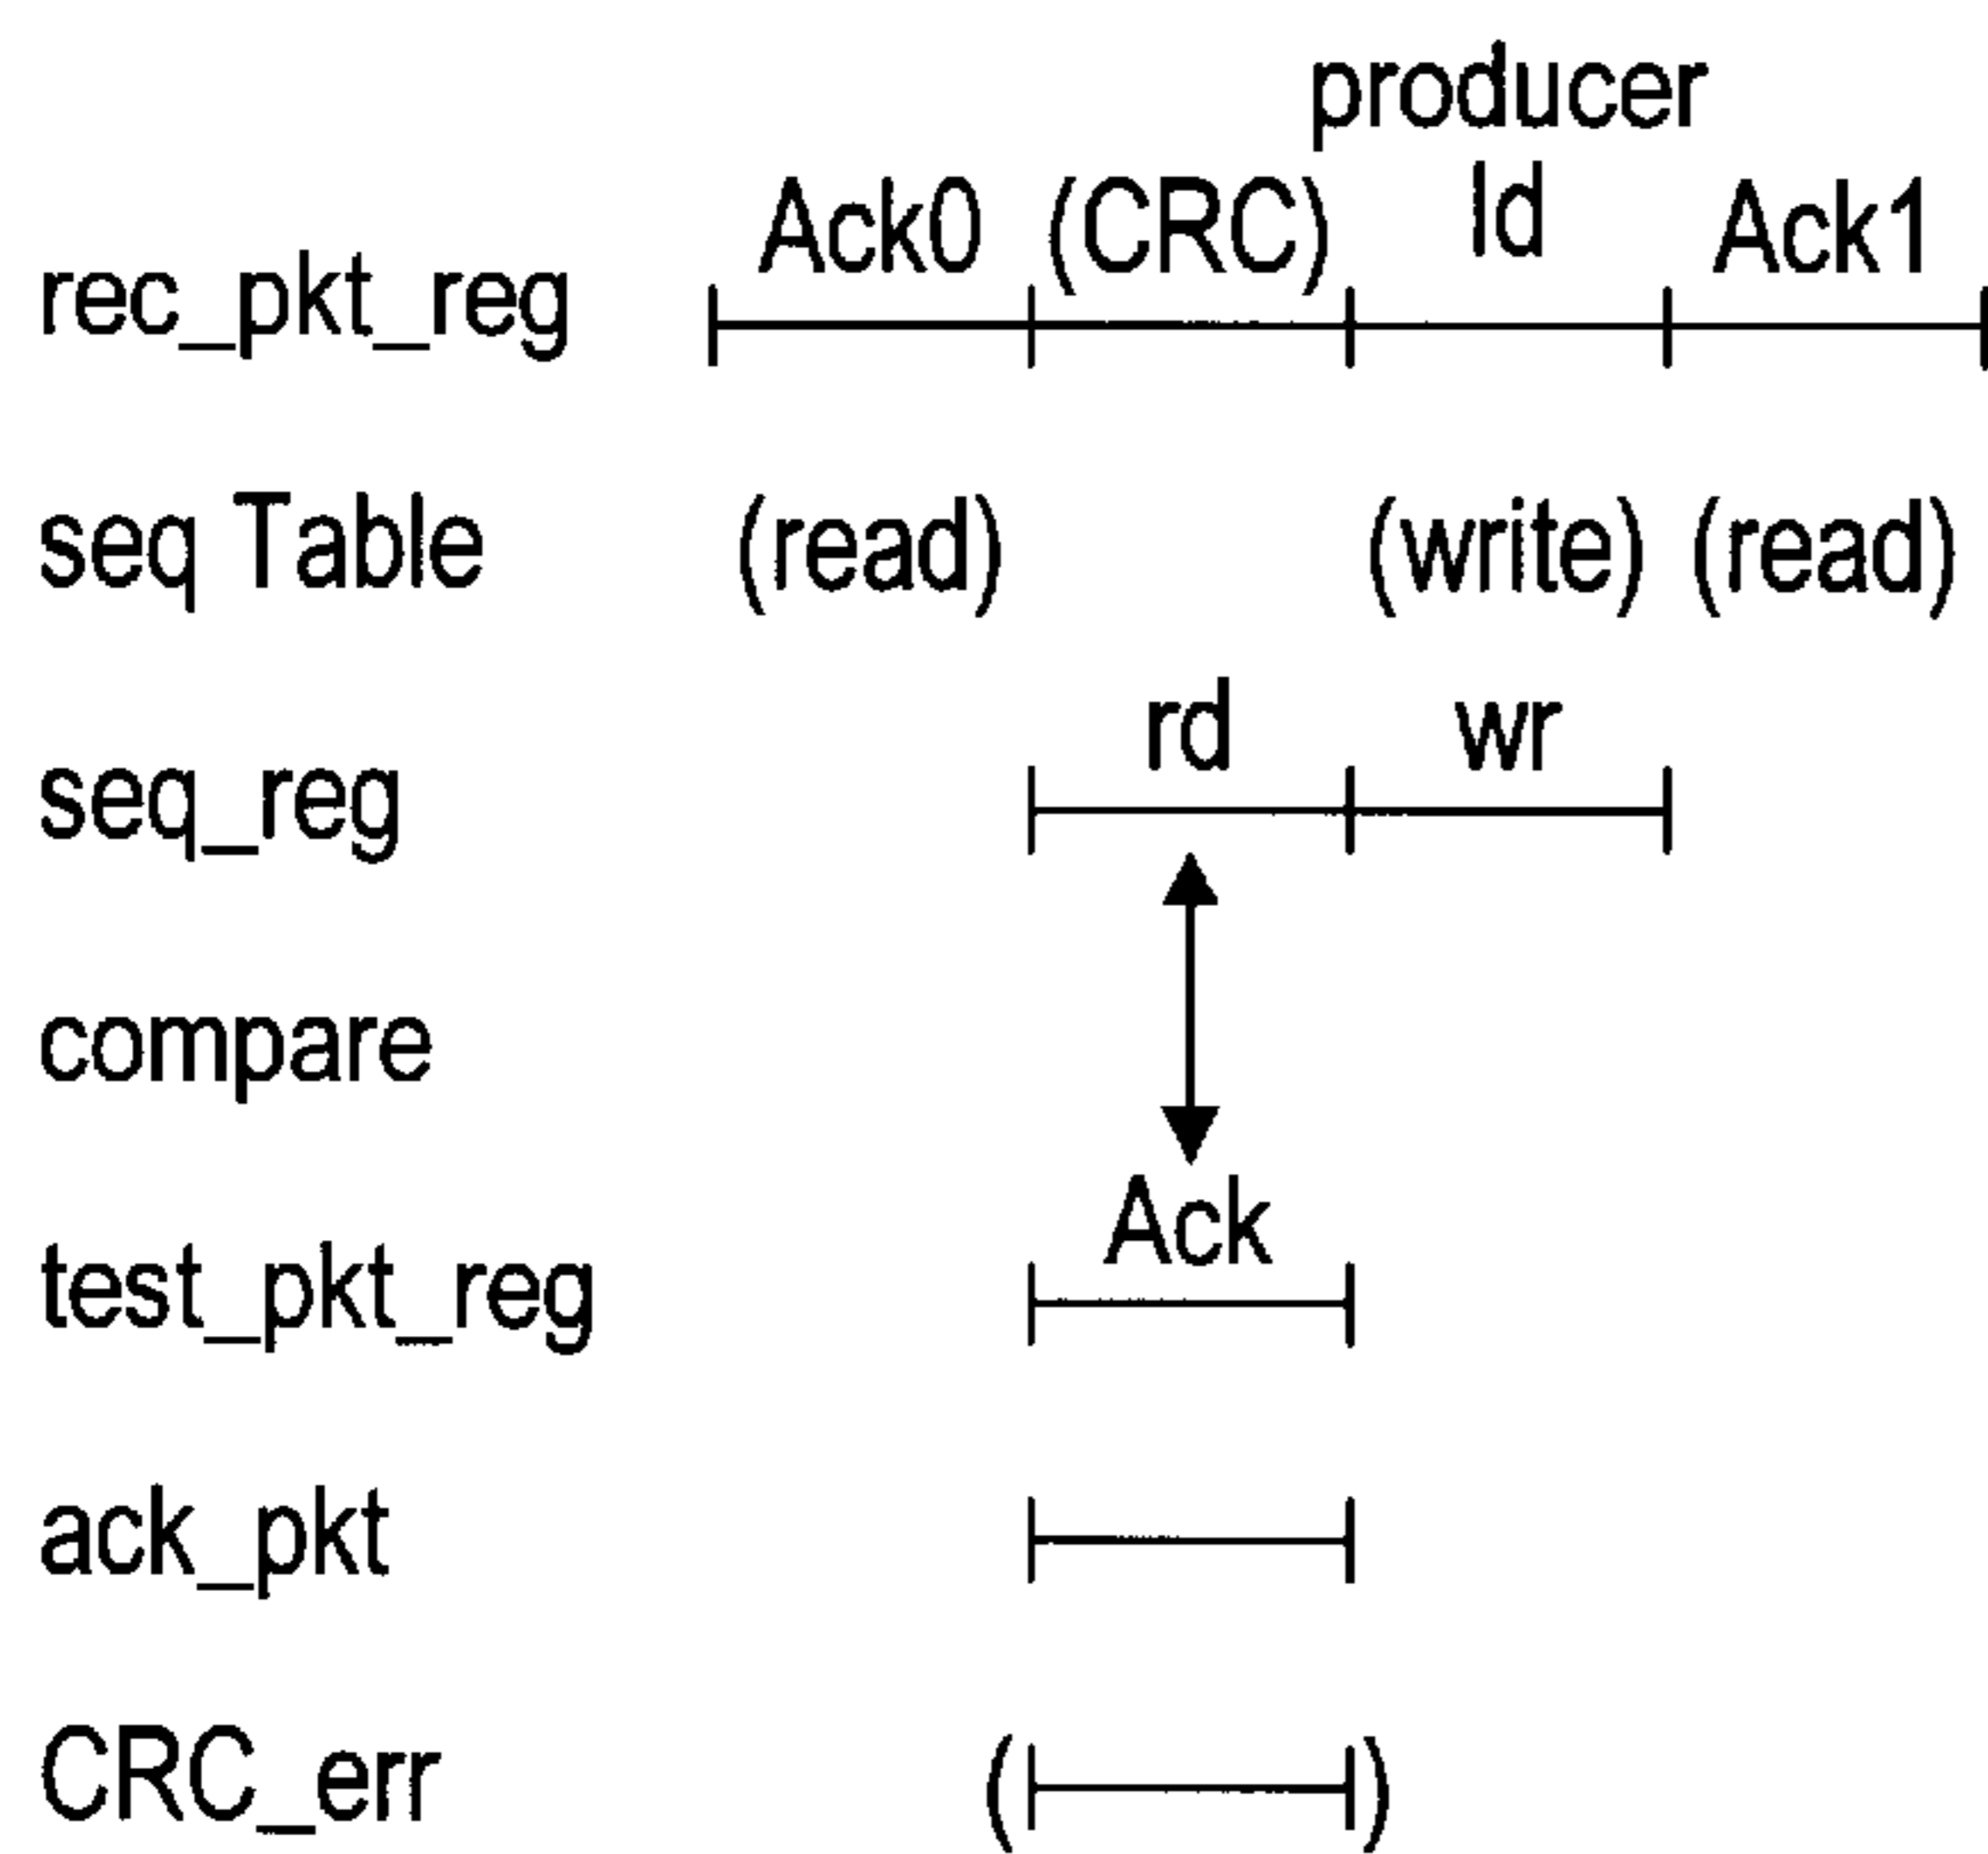 producer
Ack0 (CRC) Id Ack1
rec_pkt_reg
seq Table (read) (write) (read)
rd wr
seq_reg
compare
Ack
test_pkt_reg
ack_pkt
CRC_err ( )